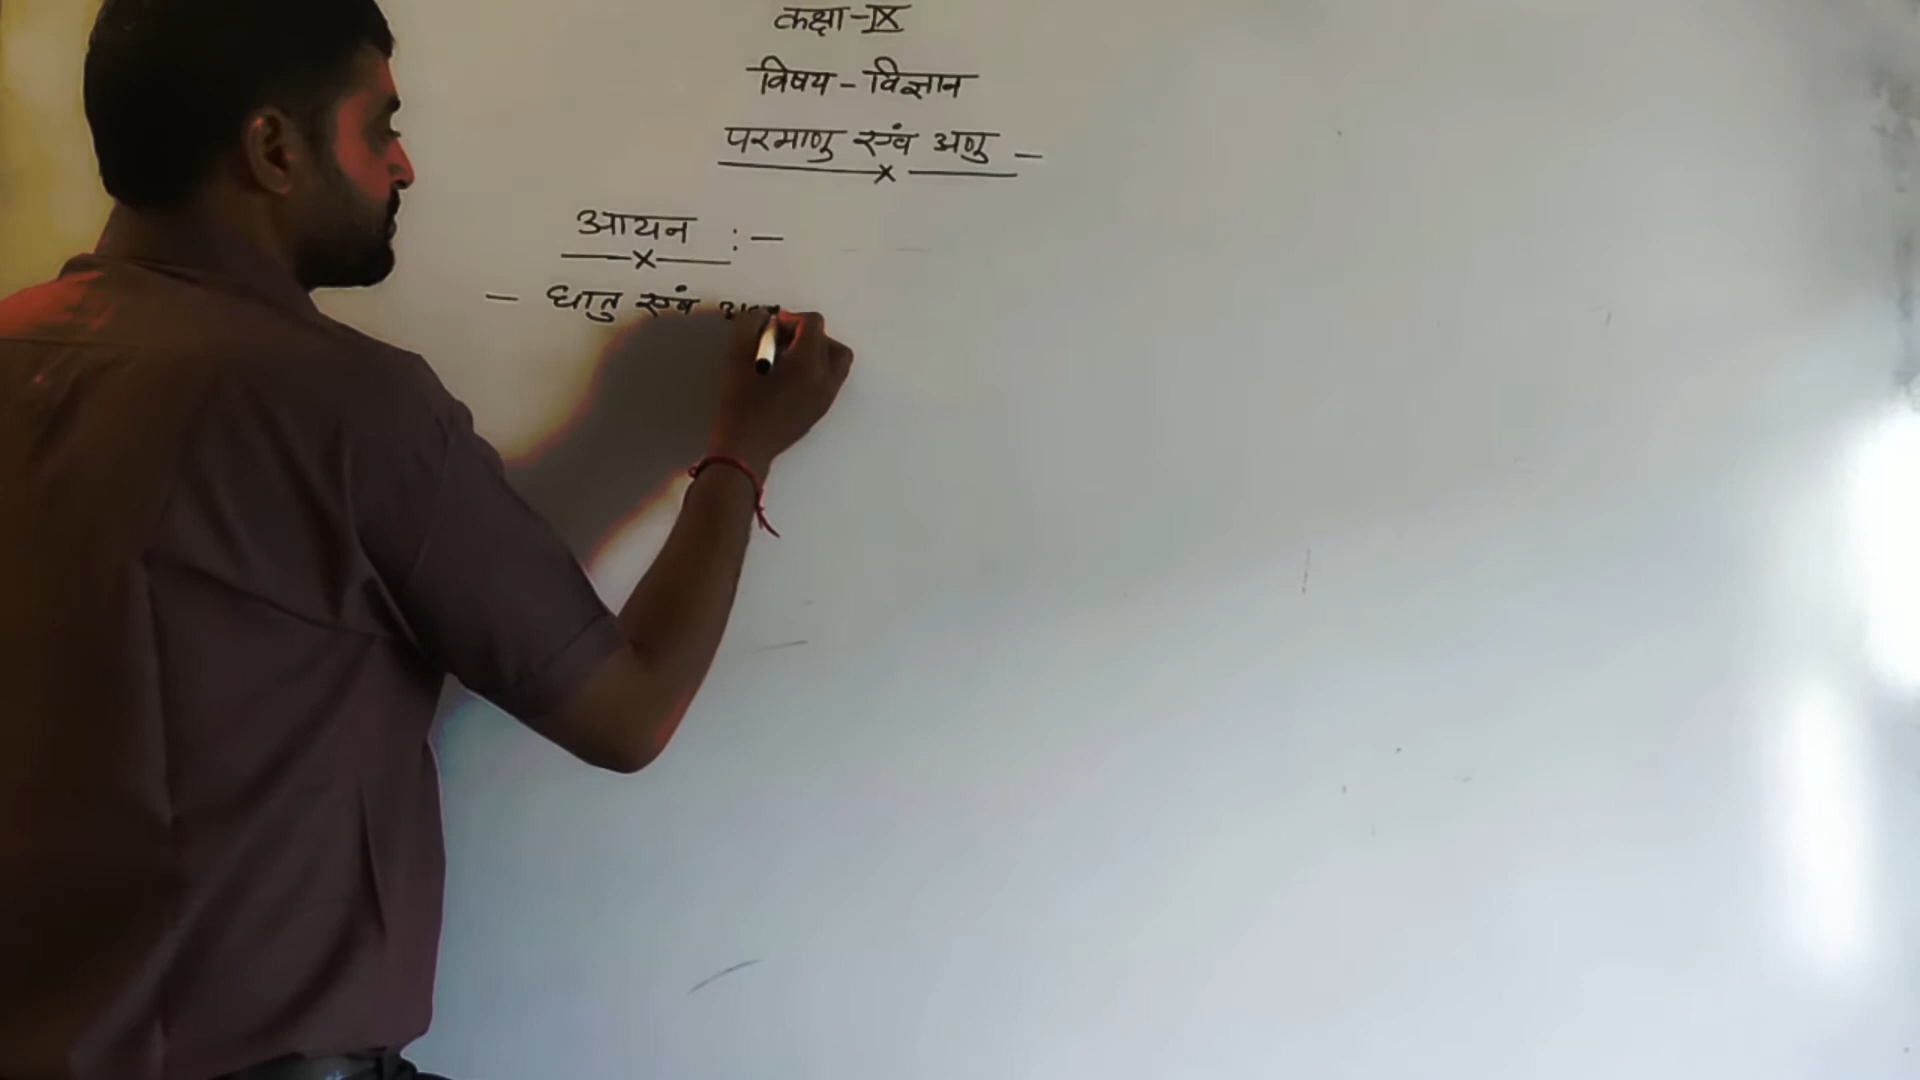 कक्षा-IX
विषय - विज्ञान
परमाणु एवं अणु -
आयन :-
- धातु एवं